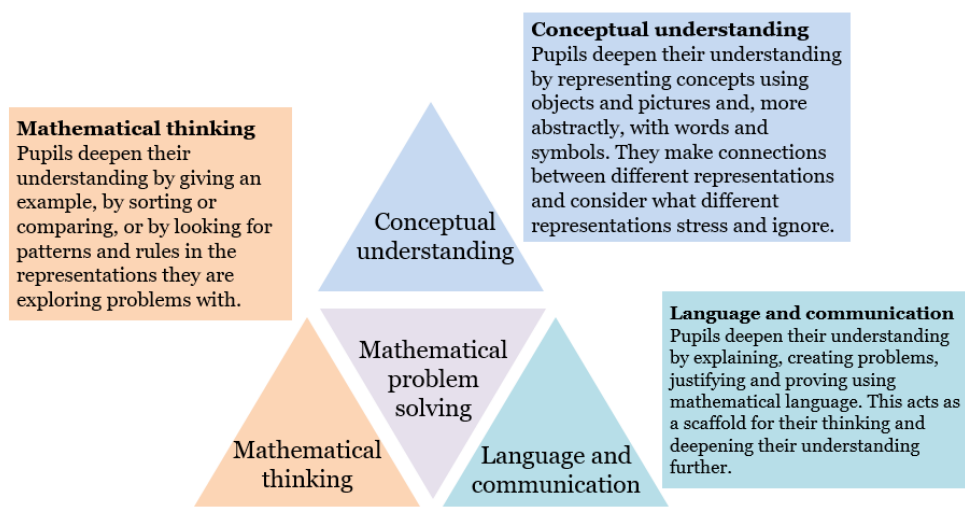 Conceptual understanding
Pupils deepen their understanding
by representing concepts using
objects and pictures and, more
abstractly, with words and
symbols. They make connections
between different representations
and consider what different
representations stress and ignore.
Mathematical thinking
Pupils deepen their
understanding by giving an
example, by sorting or
comparing, or by looking for
patterns and rules in the
representations they are
exploring problems with.
Conceptual
understanding
Language and communication
Pupils deepen their understanding
by explaining, creating problems,
justifying and proving using
mathematical language. This acts as
a scaffold for their thinking and
deepening their understanding
further.
Mathematical
problem
solving
Mathematical
thinking
Language and
communication